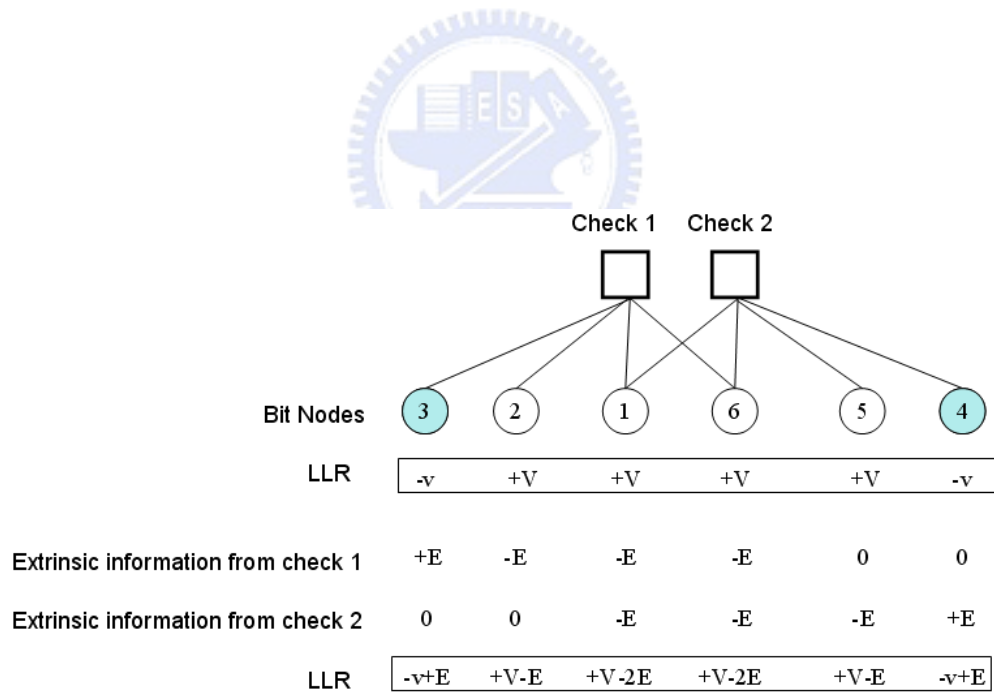 ESA
Check 1 Check 2
Bit Nodes 3 2 1 6 5 4
LLR -v +V +V +V +V -v
Extrinsic information from check 1 +E -E -E -E 0 0
Extrinsic information from check 2 0 0 -E -E -E +E
LLR -v+E +V-E +V-2E +V-2E +V-E -v+E